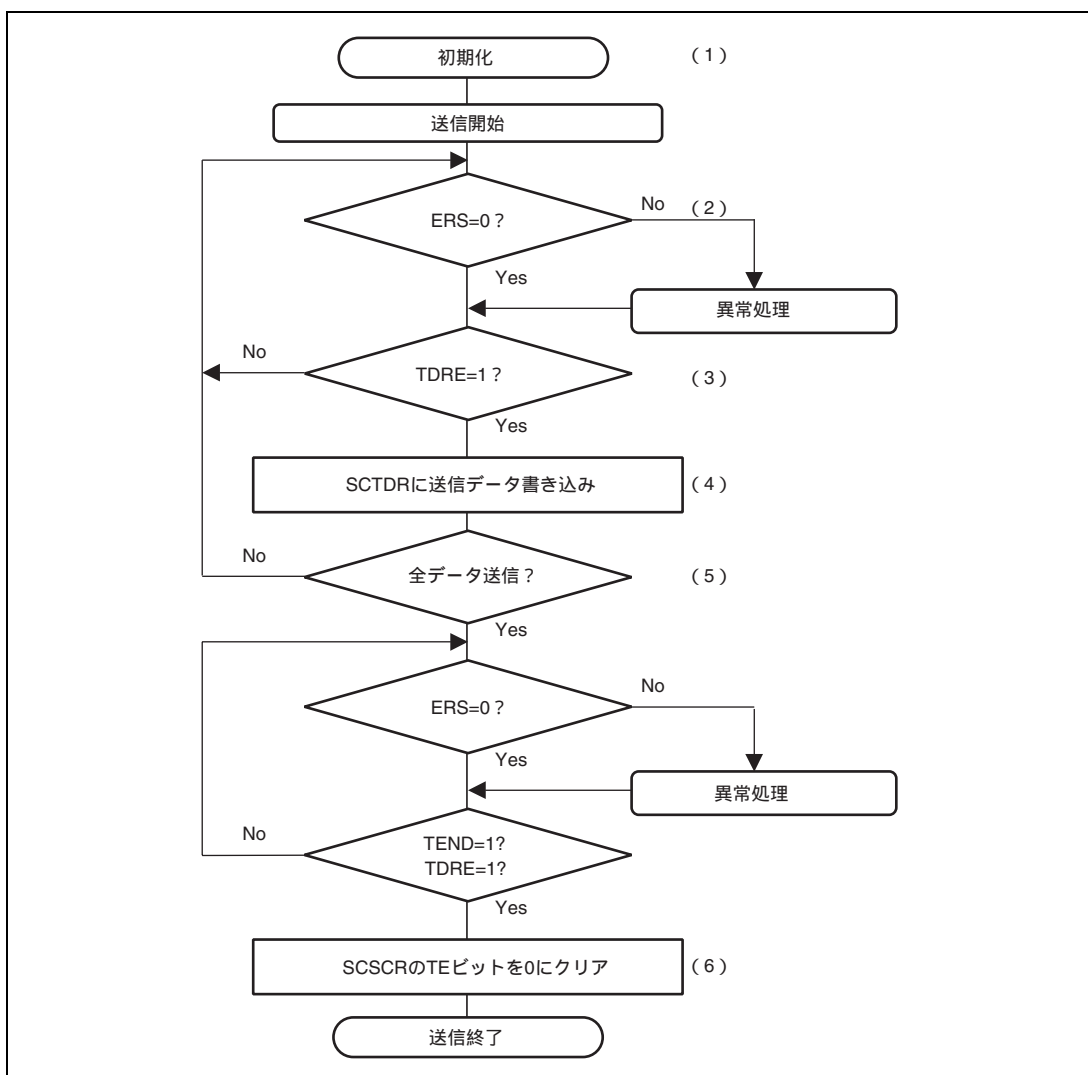 初期化 （1）
送信開始
ERS=0？
No （2）
Yes
異常処理
No
TDRE=1？
（3）
Yes
SCTDRに送信データ書き込み （4）
No
全データ送信？
（5）
Yes
ERS=0？
No
Yes
異常処理
No
TEND=1?
TDRE=1?
Yes
SCSCRのTEビットを0にクリア （6）
送信終了